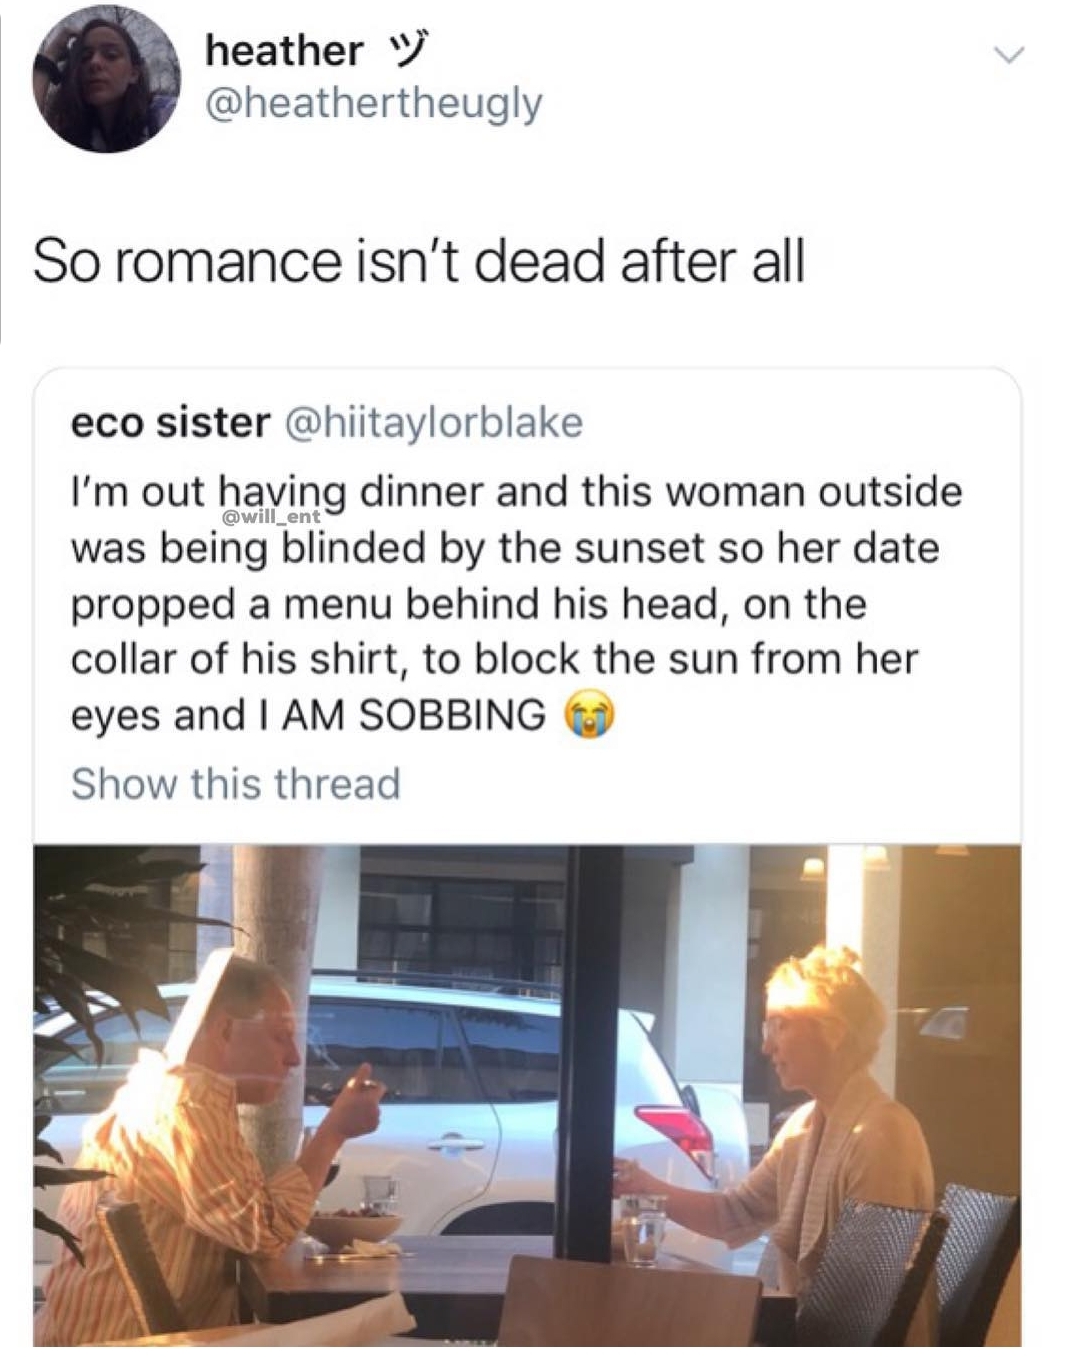 heather ヅ
@heathertheugly
So romance isn’t dead after all
eco sister @hiitaylorblake
I’m out having dinner and this woman outside
@will_ent
was being blinded by the sunset so her date
propped a menu behind his head, on the
collar of his shirt, to block the sun from her
eyes and I AM SOBBING 😭
Show this thread